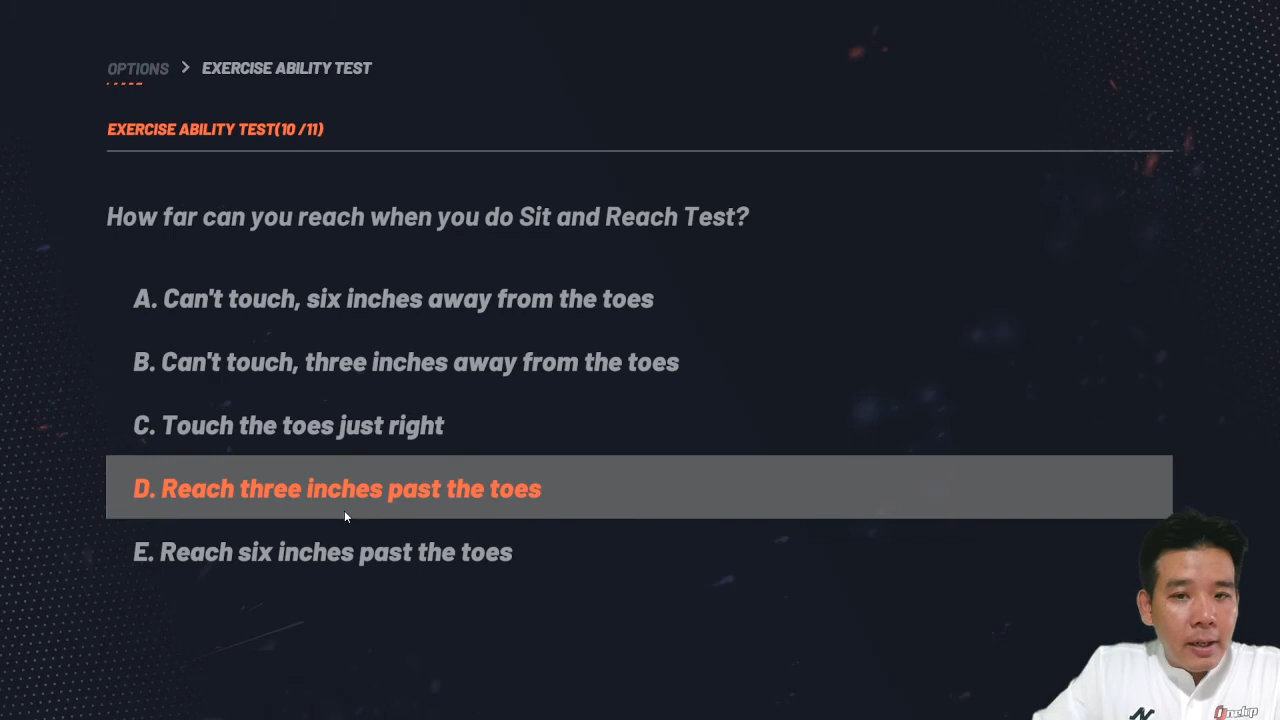 OPTIONS > EXERCISE ABILITY TEST
EXERCISE ABILITY TEST(10 /11)
How far can you reach when you do Sit and Reach Test?
A. Can't touch, six inches away from the toes
B. Can't touch, three inches away from the toes
C. Touch the toes just right
D. Reach three inches past the toes
E. Reach six inches past the toes